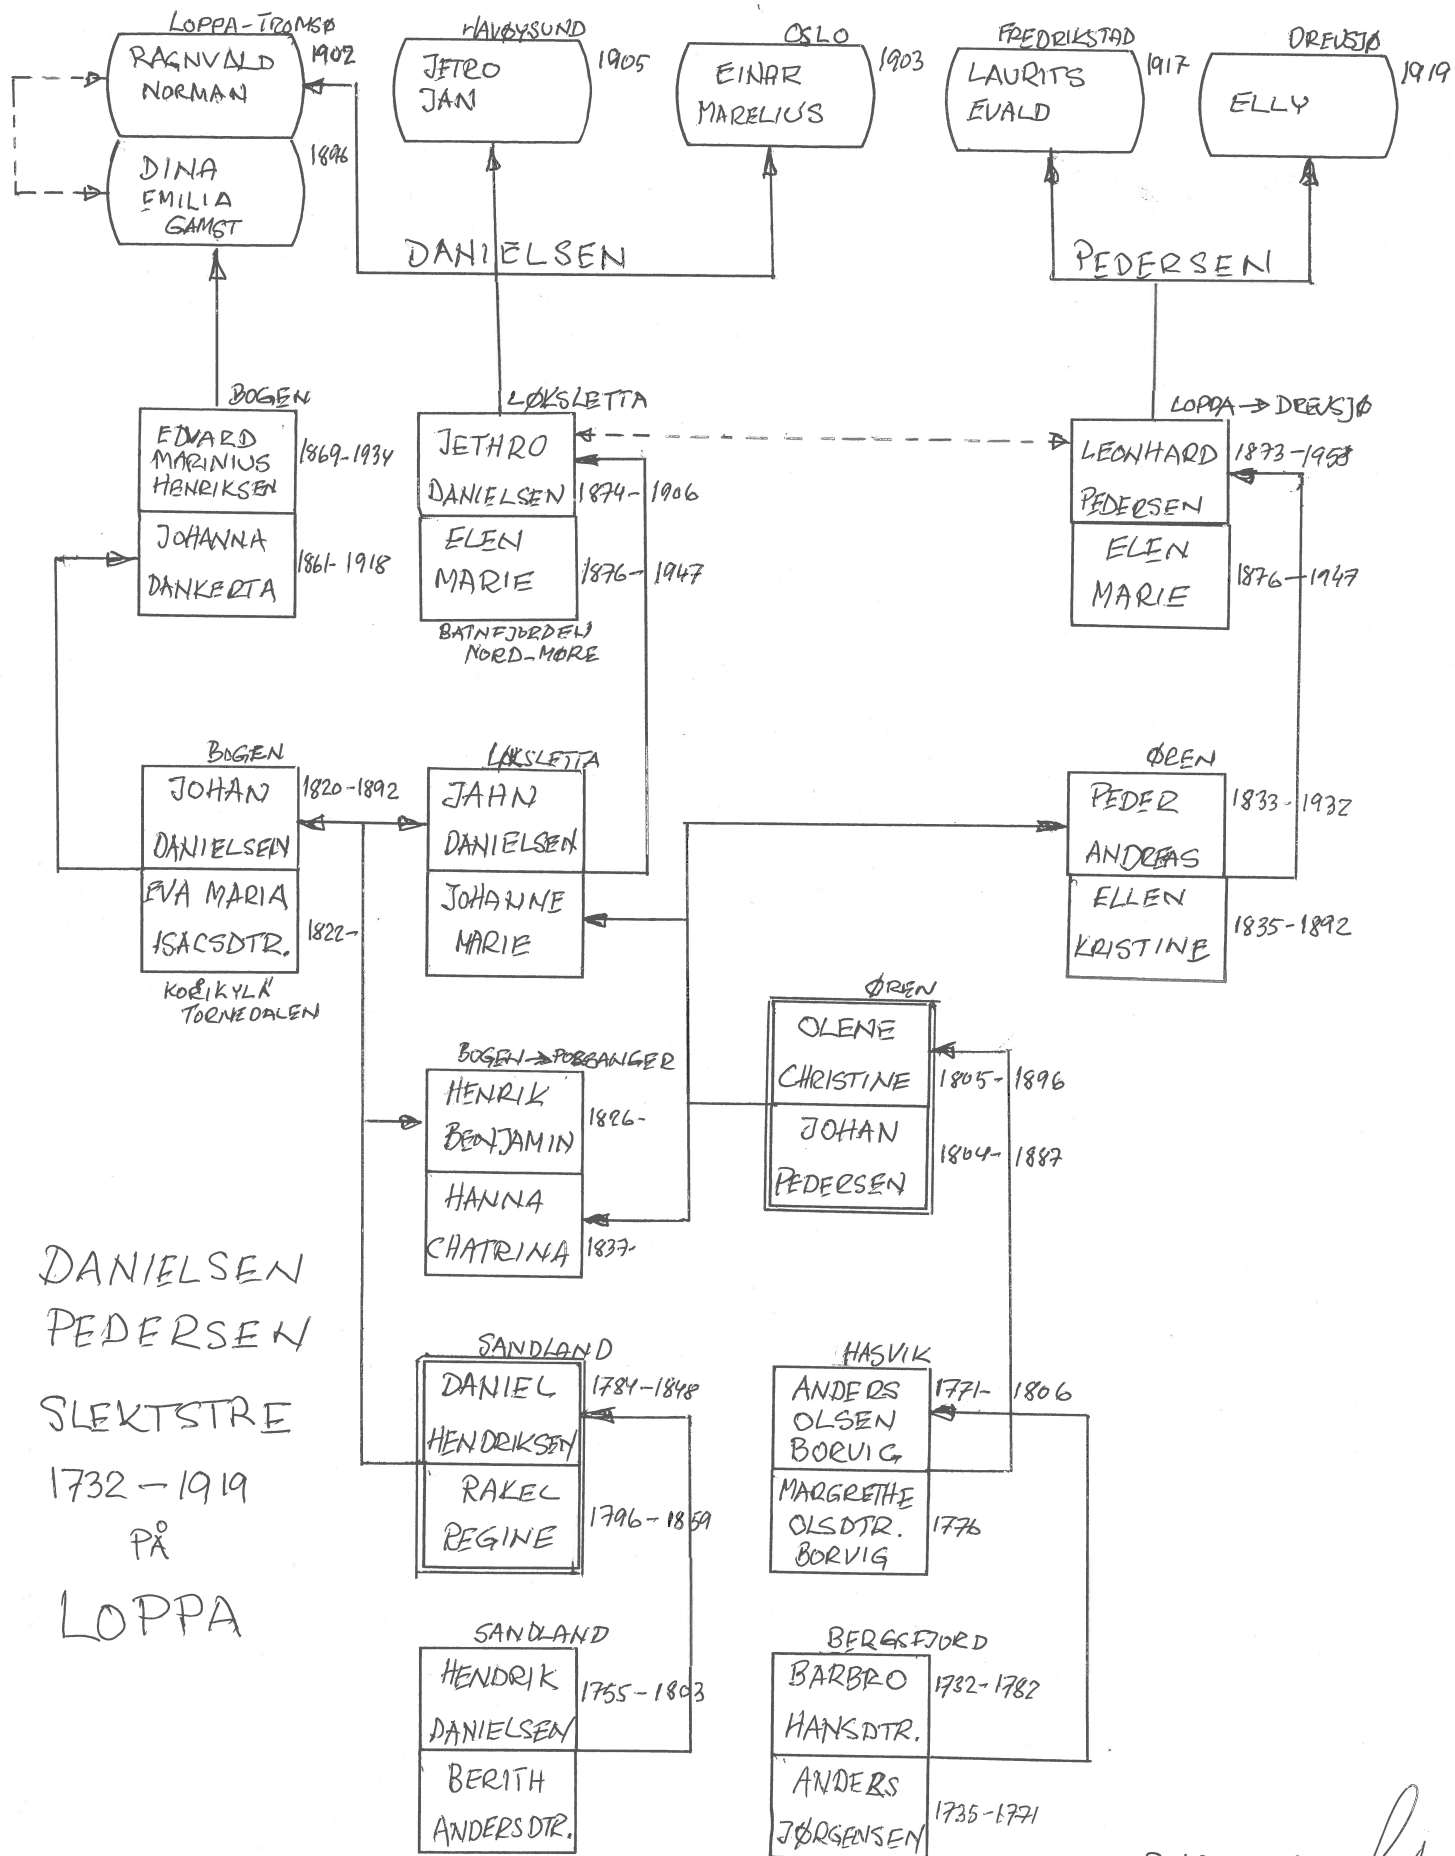 LOPPA-TROMSØ
RAGNVALD
NORMAN
1902
DINA
EMILIA
GAMST
1896
HAVØYSUND
JETRO
JAN
1905
OSLO
EINAR
MARELIUS
1903
FREDRIKSTAD
LAURITS
EVALD
1917
DREVSJØ
ELLY
1919
DANIELSEN
PEDERSEN
BOGEN
EDVARD
MARINIUS
HENRIKSEN
1869-1934
JOHANNA
DANKERTA
1861-1918
LØKSLETTA
JETHRO
DANIELSEN
1874-1906
ELEN
MARIE
1876-1947
BATNFJORDEN
NORD-MØRE
LOPPA → DREVSJØ
LEONHARD
PEDERSEN
1873-1958
ELEN
MARIE
1876-1947
BOGEN
JOHAN
DANIELSEN
1820-1892
EVA MARIA
ISACSDTR.
1822-
KORIKYLÄ
TORNEDALEN
LØKSLETTA
JAHN
DANIELSEN
JOHANNE
MARIE
ØREN
PEDER
ANDREAS
1833-1932
ELLEN
KRISTINE
1835-1892
BOGEN → PORSANGER
HENRIK
BENJAMIN
1826-
HANNA
CHATRINA
1837-
ØREN
OLENE
CHRISTINE
1805-1896
JOHAN
PEDERSEN
1804-1887
DANIELSEN
PEDERSEN
SLEKTSTRE
1732-1919
PÅ
LOPPA
SANDLAND
DANIEL
HENDRIKSEN
1784-1848
RAKEL
REGINE
1796-1859
HASVIK
ANDERS
OLSEN
BORVIG
1771-1806
MARGRETHE
OLSDTR.
BORVIG
1776
SANDLAND
HENDRIK
DANIELSEN
1755-1803
BERITH
ANDERSDTR.
BERGSFJORD
BARBRO
HANSDTR.
1732-1782
ANDERS
JØRGENSEN
1735-1771